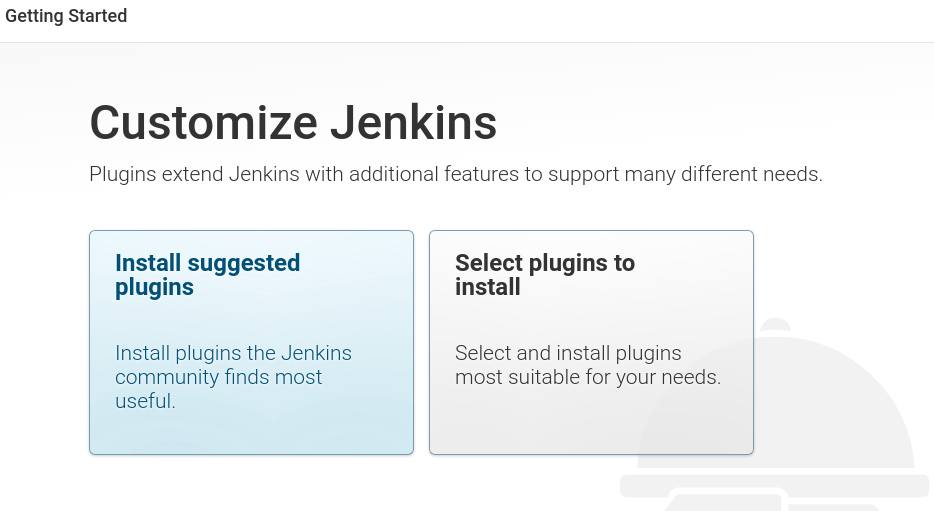 Getting Started
Customize Jenkins
Plugins extend Jenkins with additional features to support many different needs.
Install suggested
plugins
Install plugins the Jenkins
community finds most
useful.
Select plugins to
install
Select and install plugins
most suitable for your needs.